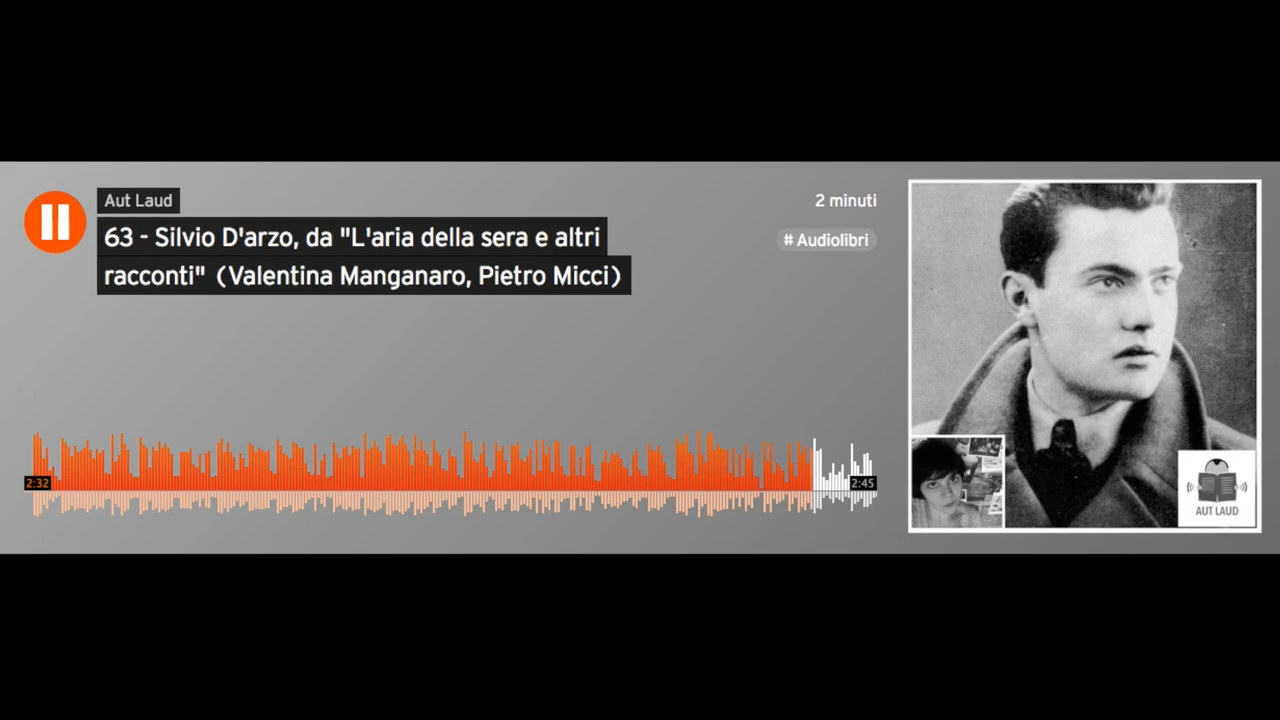 Aut Laud
2 minuti
63 - Silvio D'arzo, da "L'aria della sera e altri
racconti" (Valentina Manganaro, Pietro Micci)
# Audiolibri
2:32
2:45
AUT LAUD